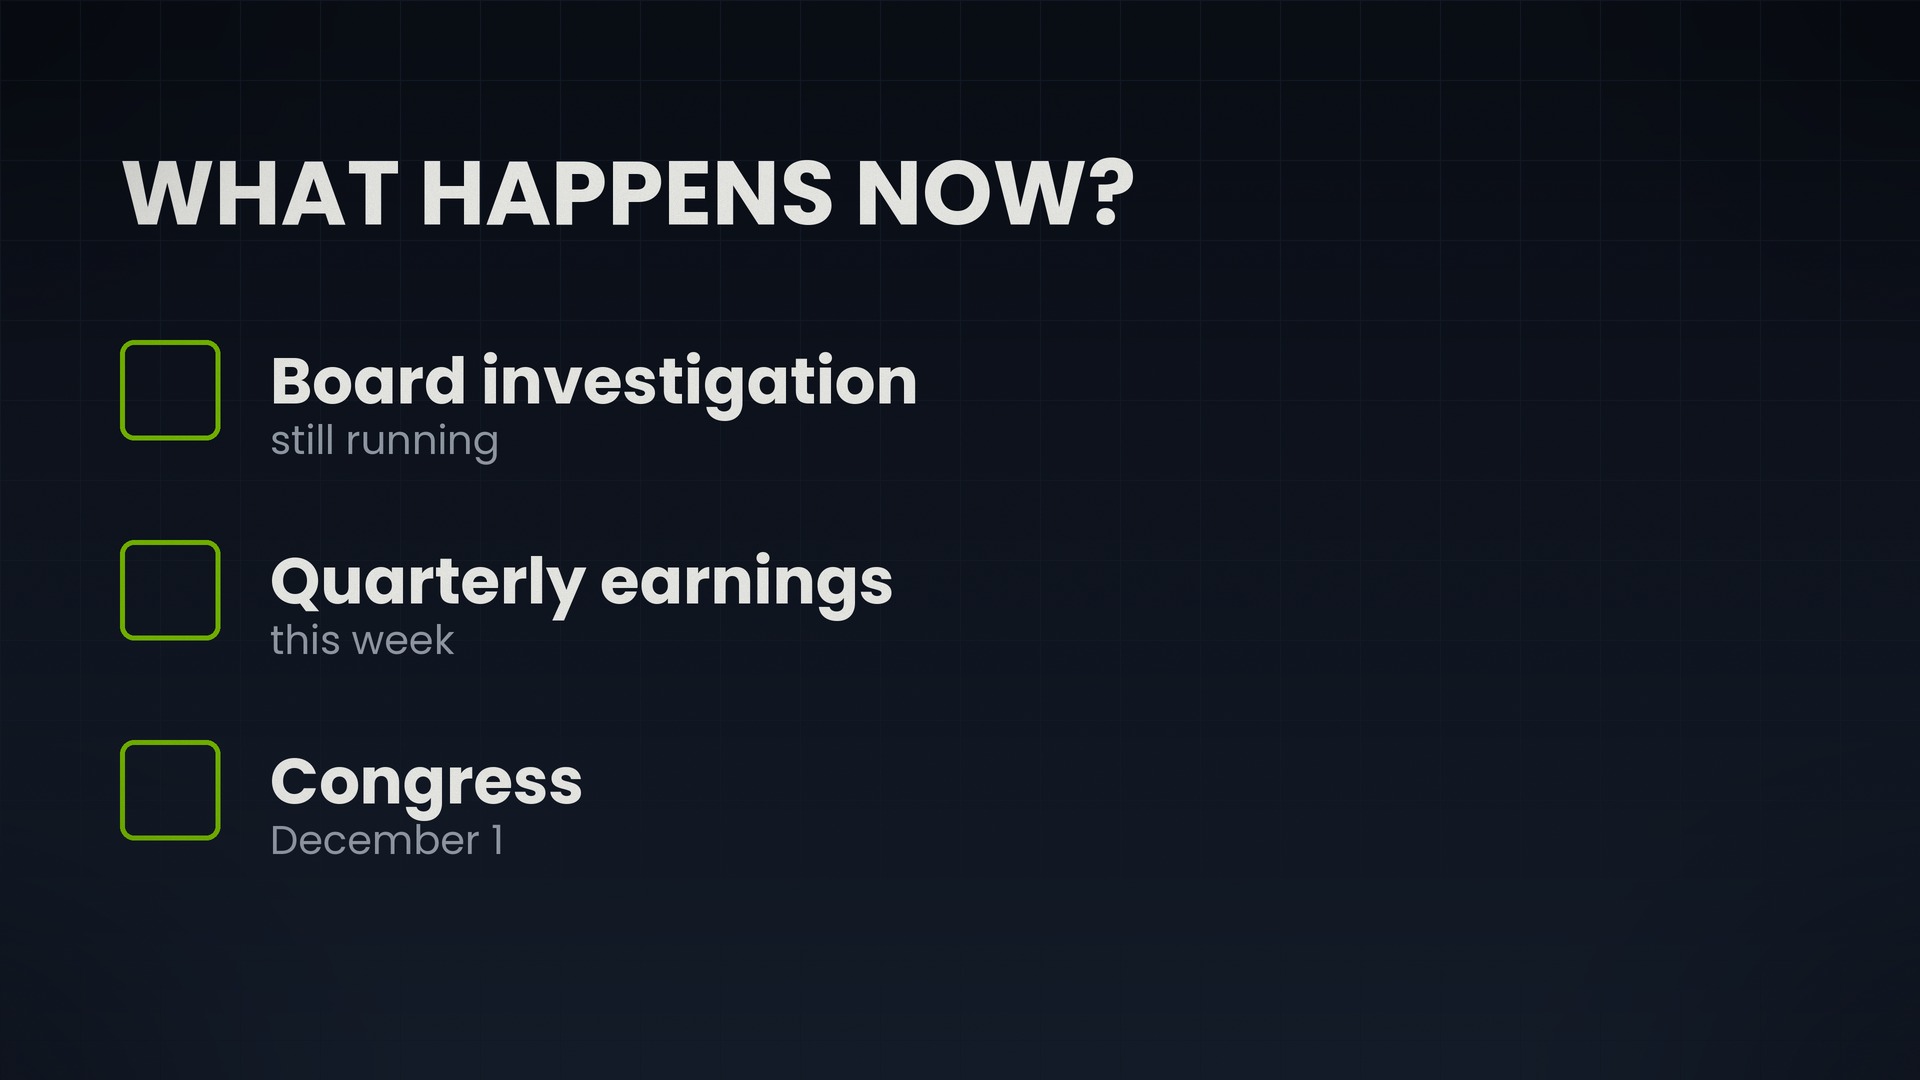 WHAT HAPPENS NOW?
Board investigation
still running
Quarterly earnings
this week
Congress
December 1